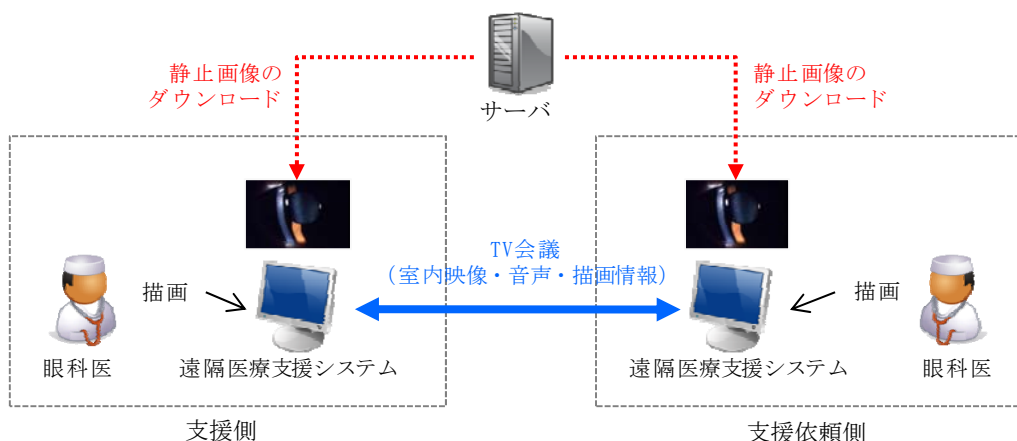 静止画像の
ダウンロード
サーバ
静止画像の
ダウンロード
TV会議
（室内映像・音声・描画情報）
描画
眼科医
遠隔医療支援システム
描画
遠隔医療支援システム
眼科医
支援側
支援依頼側